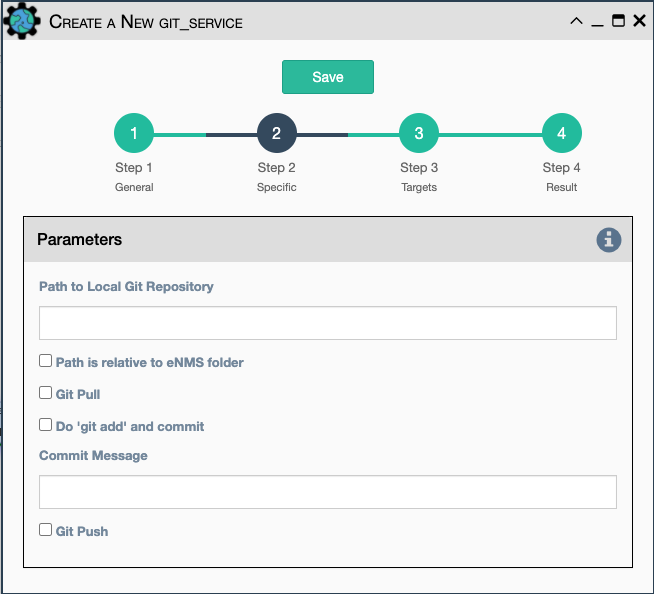 Create a New git_service
Save
1 2 3 4
Step 1 Step 2 Step 3 Step 4
General Specific Targets Result
Parameters
Path to Local Git Repository
Path is relative to eNMS folder
Git Pull
Do 'git add' and commit
Commit Message
Git Push